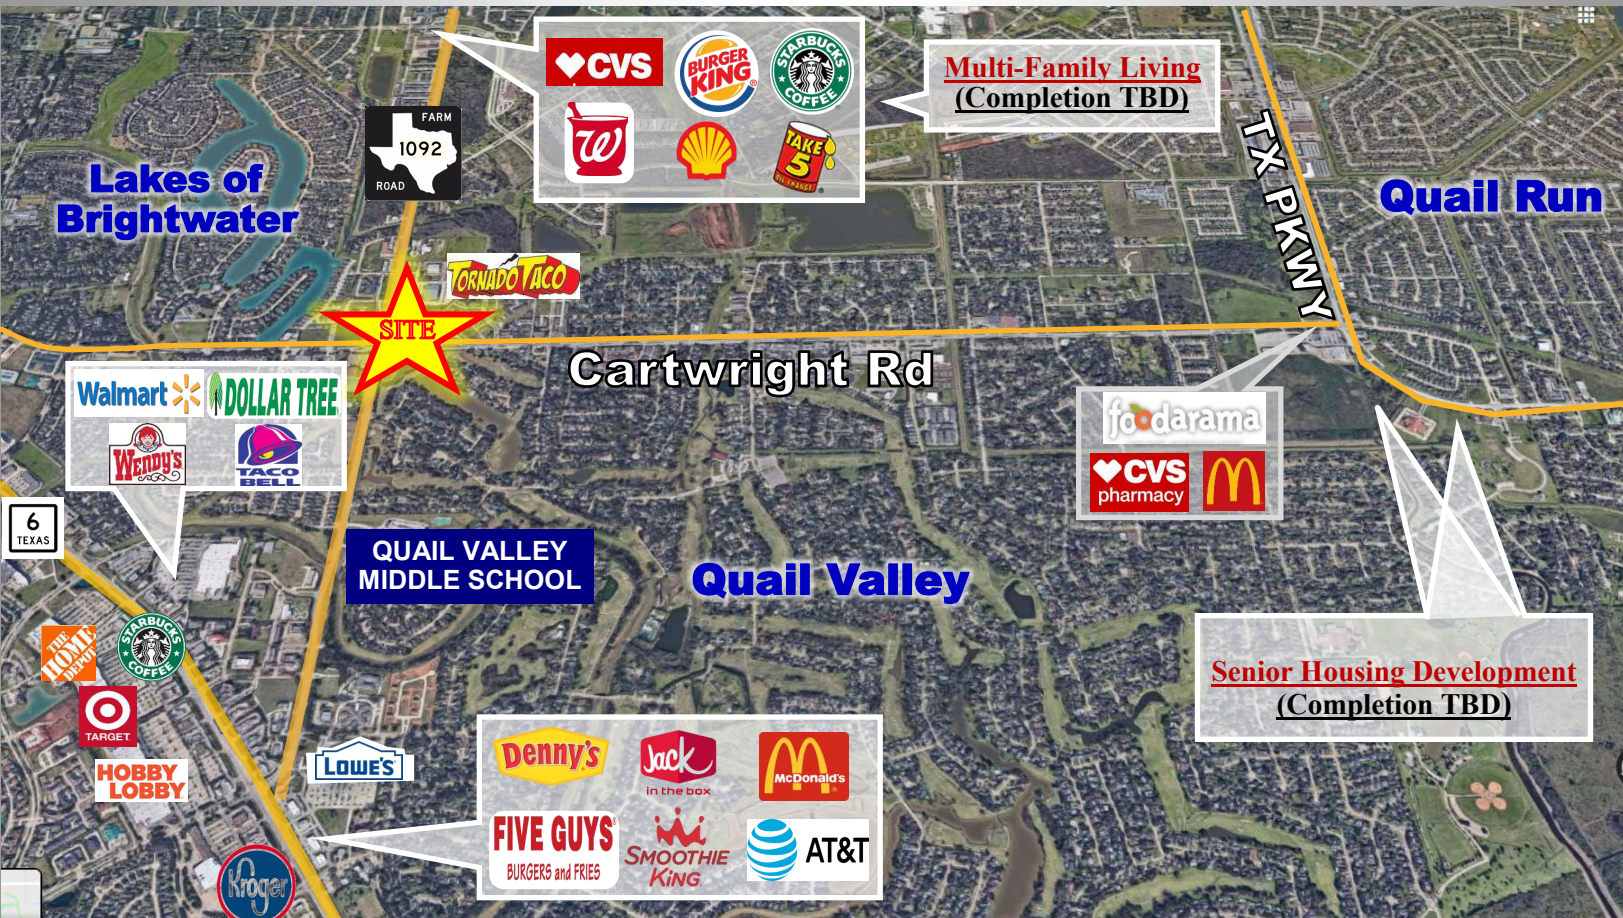 CVS
BURGER
KING
STARBUCKS
COFFEE
W
TAKE
5
OIL CHANGE
Multi-Family Living
(Completion TBD)
FARM
1092
ROAD
TX PKWY
Lakes of
Brightwater
Quail Run
TORNADO TACO
SITE
Cartwright Rd
Walmart
DOLLAR TREE
WENDY'S
TACO
BELL
foodarama
CVS
pharmacy
6
TEXAS
QUAIL VALLEY
MIDDLE SCHOOL
Quail Valley
THE
HOME
DEPOT
STARBUCKS
COFFEE
TARGET
HOBBY
LOBBY
LOWE'S
Senior Housing Development
(Completion TBD)
Denny's
Jack
in the box
McDonald's
FIVE GUYS
BURGERS and FRIES
SMOOTHIE
KING
AT&T
Kroger